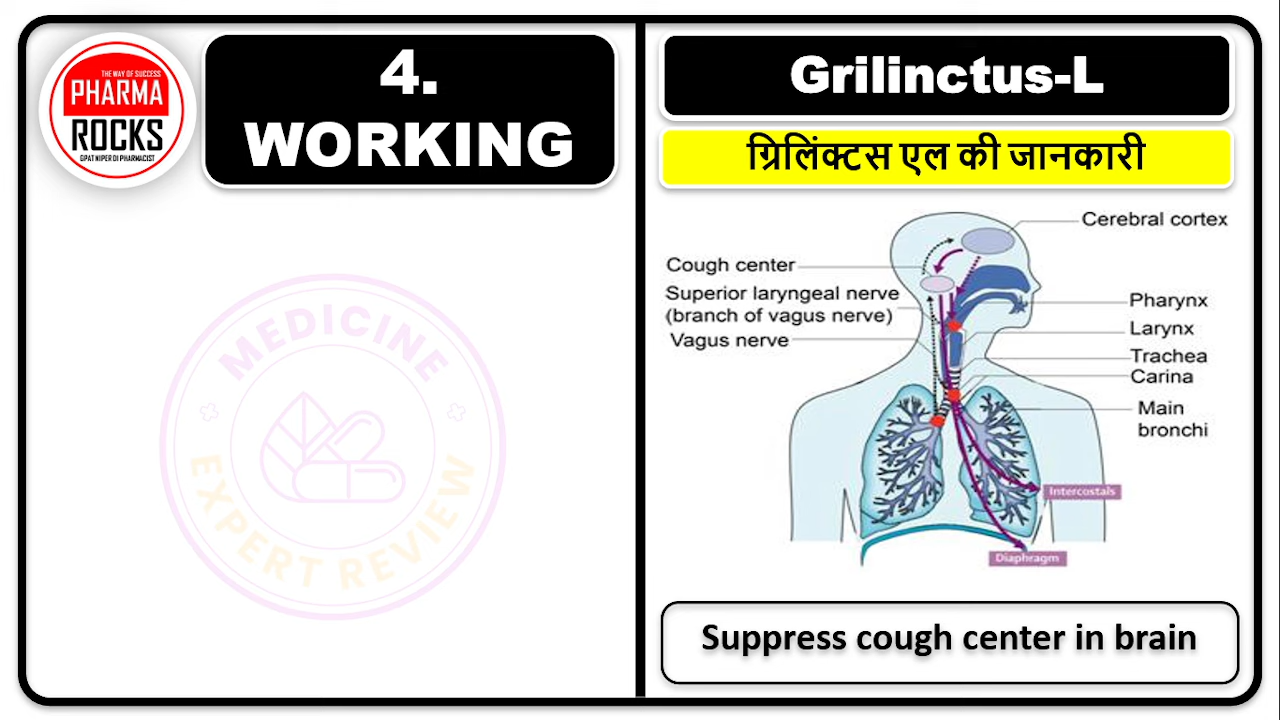 THE WAY OF SUCCESS
PHARMA
ROCKS
GPAT NIPER DI PHARMACIST
4.
WORKING
MEDICINE
EXPERT REVIEW
Grilinctus-L
ग्रिलिंक्टस एल की जानकारी
Cerebral cortex
Cough center
Superior laryngeal nerve
(branch of vagus nerve)
Vagus nerve
Pharynx
Larynx
Trachea
Carina
Main
bronchi
Intercostals
Diaphragm
Suppress cough center in brain